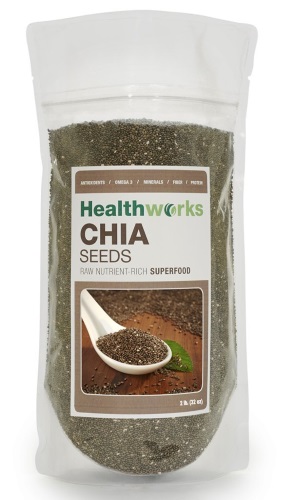 ANTIOXIDANTS / OMEGA 3 / MINERALS / FIBER / PROTEIN
Healthworks
CHIA
SEEDS
RAW NUTRIENT-RICH SUPERFOOD
2 lb. (32 oz)